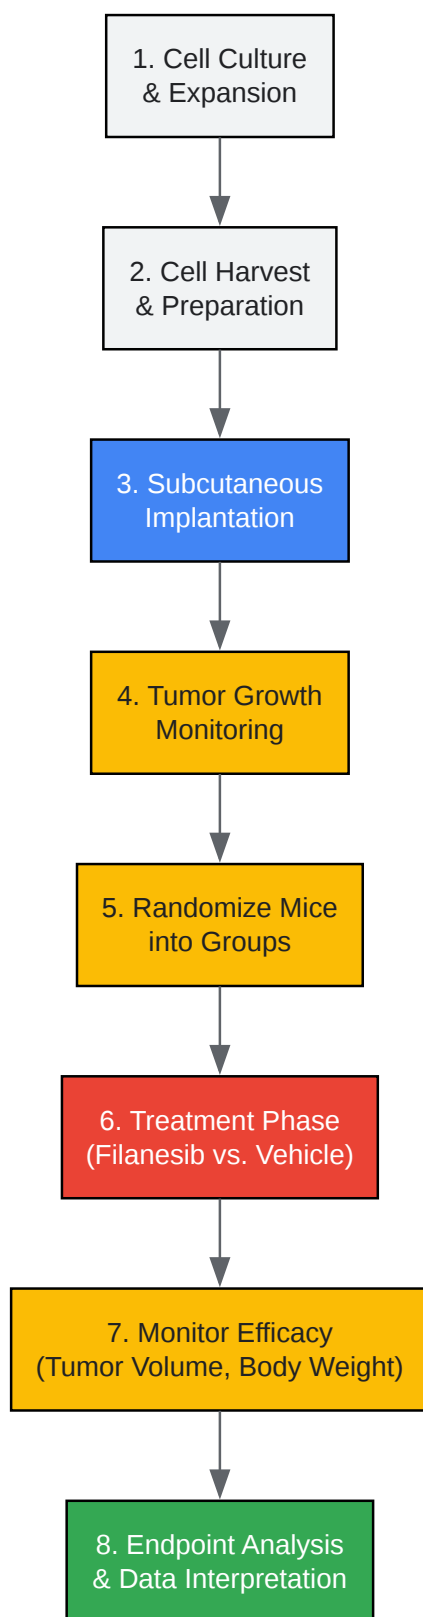 1. Cell Culture
& Expansion
2. Cell Harvest
& Preparation
3. Subcutaneous
Implantation
4. Tumor Growth
Monitoring
5. Randomize Mice
into Groups
6. Treatment Phase
(Filanesib vs. Vehicle)
7. Monitor Efficacy
(Tumor Volume, Body Weight)
8. Endpoint Analysis
& Data Interpretation